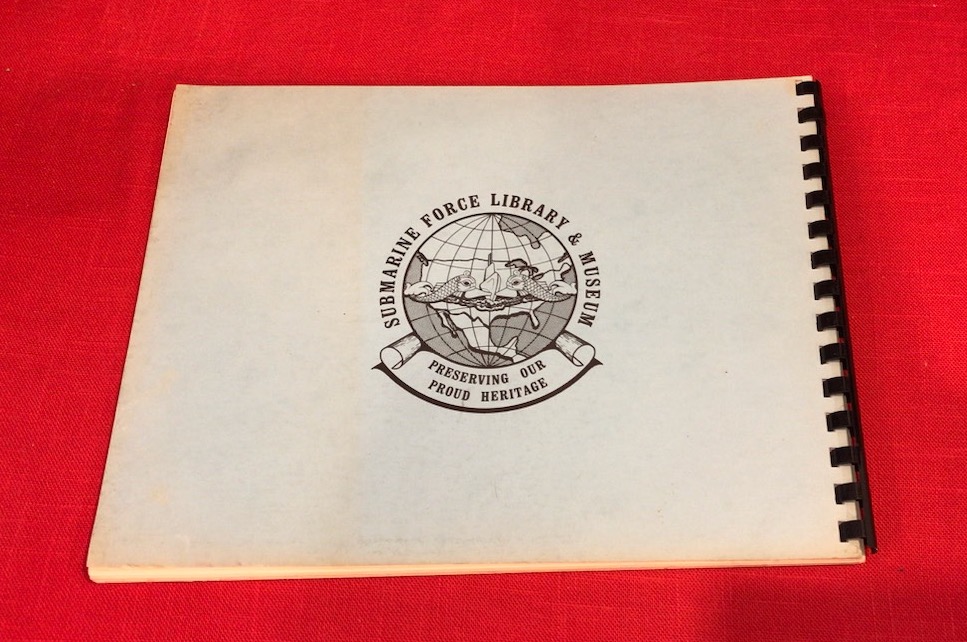 SUBMARINE FORCE LIBRARY & MUSEUM
PRESERVING OUR
PROUD HERITAGE